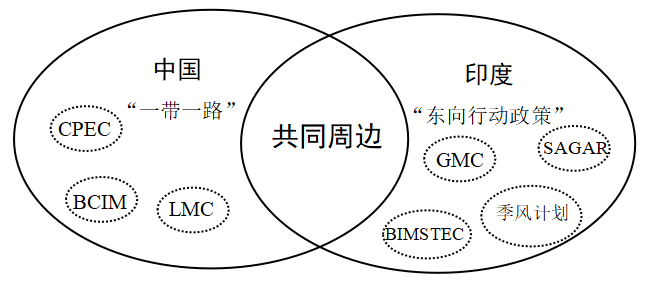 中国
“一带一路”
CPEC
BCIM
LMC
共同周边
印度
“东向行动政策”
GMC
SAGAR
BIMSTEC
季风计划